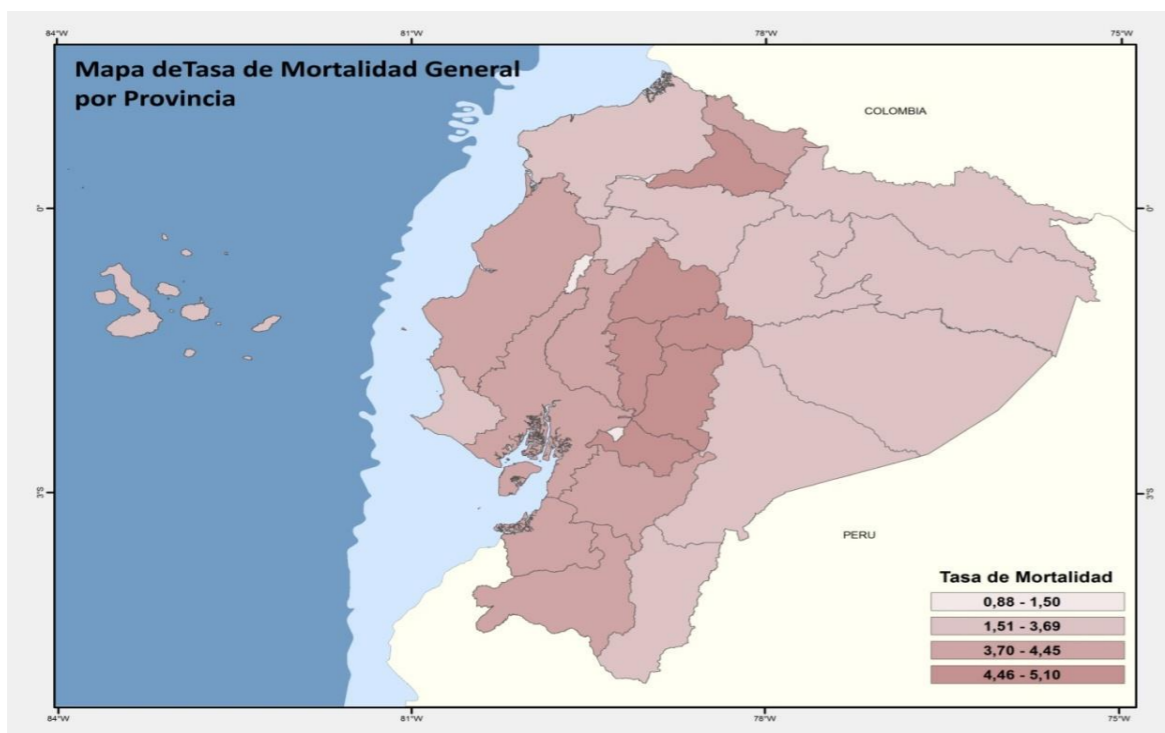 84°W 81°W 78°W 75°W
Mapa deTasa de Mortalidad General
por Provincia
COLOMBIA
0° 0°
3°S 3°S
PERU
Tasa de Mortalidad
0,88 - 1,50
1,51 - 3,69
3,70 - 4,45
4,46 - 5,10
84°W 81°W 78°W 75°W